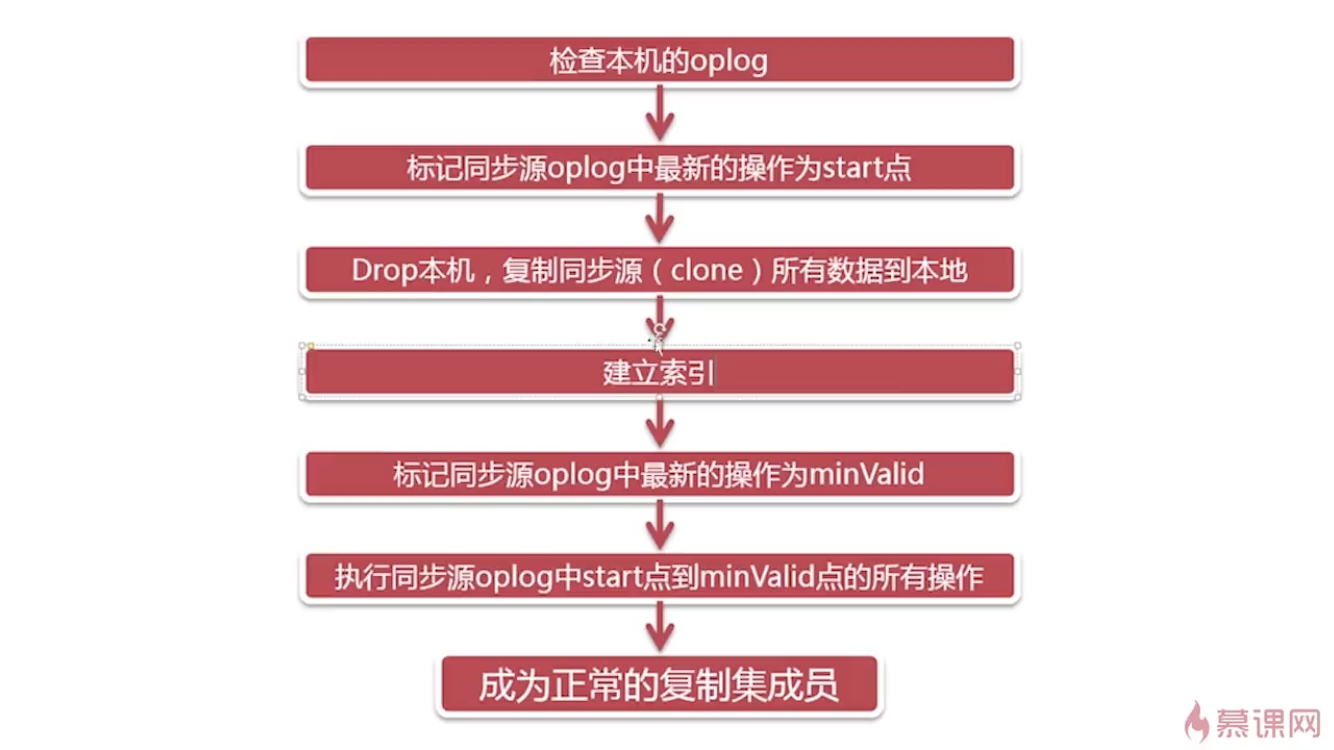 检查本机的oplog
标记同步源oplog中最新的操作为start点
Drop本机，复制同步源（clone）所有数据到本地
建立索引
标记同步源oplog中最新的操作为minValid
执行同步源oplog中start点到minValid点的所有操作
成为正常的复制集成员
慕课网